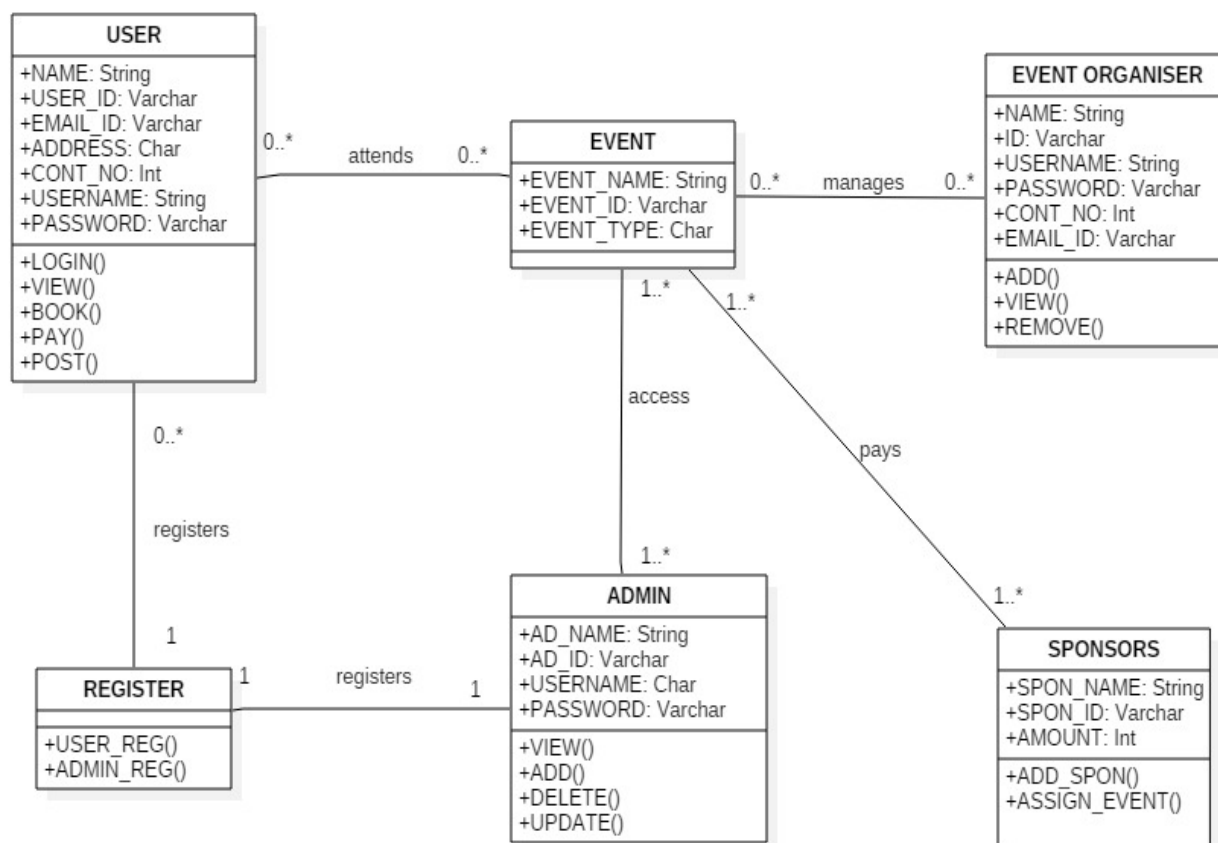 USER
+NAME: String
+USER_ID: Varchar
+EMAIL_ID: Varchar
+ADDRESS: Char
+CONT_NO: Int
+USERNAME: String
+PASSWORD: Varchar
+LOGIN()
+VIEW()
+BOOK()
+PAY()
+POST()
0..*
attends
0..*
EVENT
+EVENT_NAME: String
+EVENT_ID: Varchar
+EVENT_TYPE: Char
0..*
manages
0..*
EVENT ORGANISER
+NAME: String
+ID: Varchar
+USERNAME: String
+PASSWORD: Varchar
+CONT_NO: Int
+EMAIL_ID: Varchar
+ADD()
+VIEW()
+REMOVE()
1..*
access
1..*
1..*
pays
1..*
0..*
registers
1
REGISTER
+USER_REG()
+ADMIN_REG()
1
registers
1
ADMIN
+AD_NAME: String
+AD_ID: Varchar
+USERNAME: Char
+PASSWORD: Varchar
+VIEW()
+ADD()
+DELETE()
+UPDATE()
SPONSORS
+SPON_NAME: String
+SPON_ID: Varchar
+AMOUNT: Int
+ADD_SPON()
+ASSIGN_EVENT()